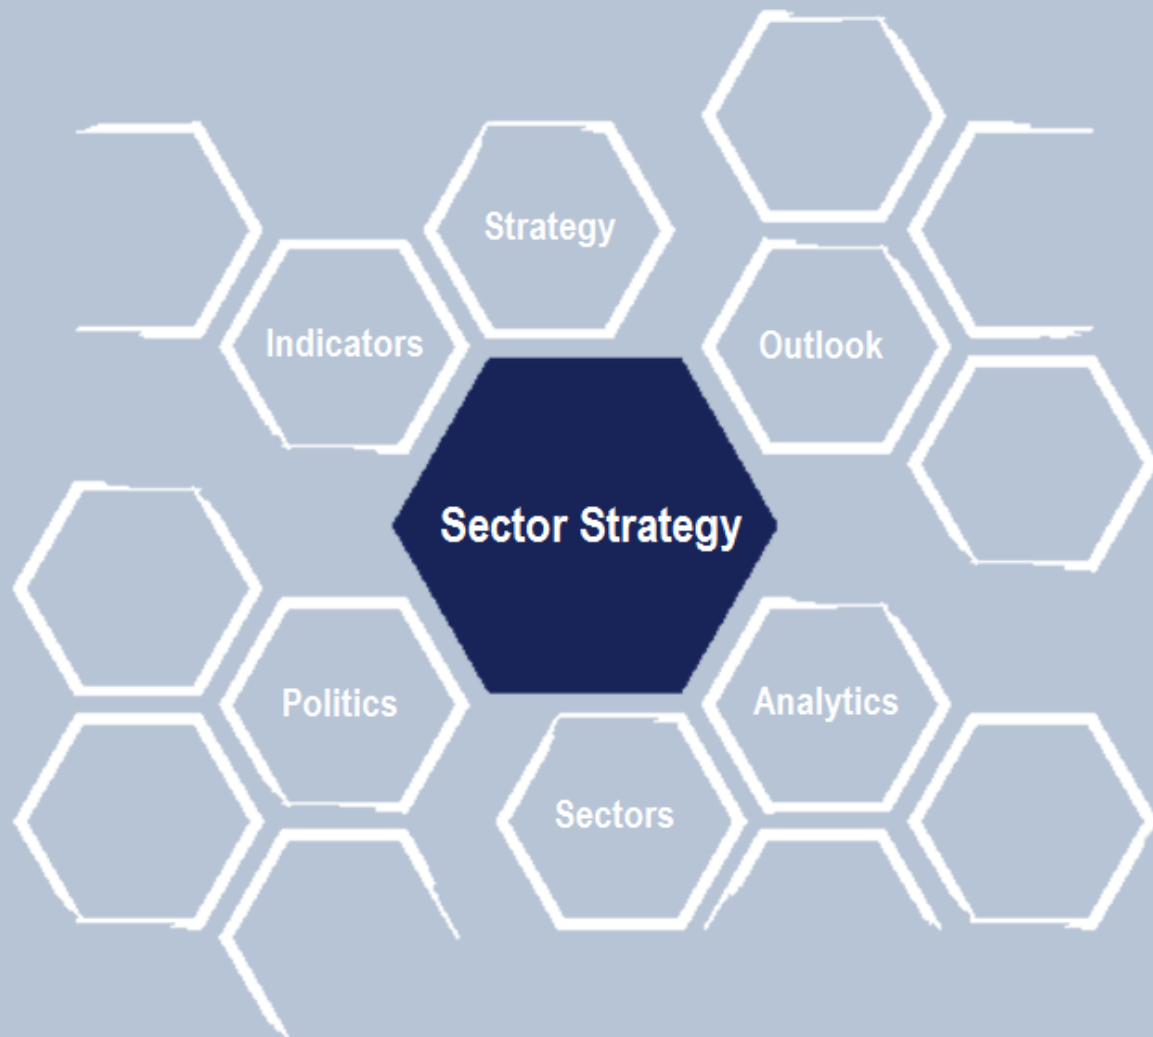 Strategy
Indicators
Outlook
Sector Strategy
Politics
Analytics
Sectors